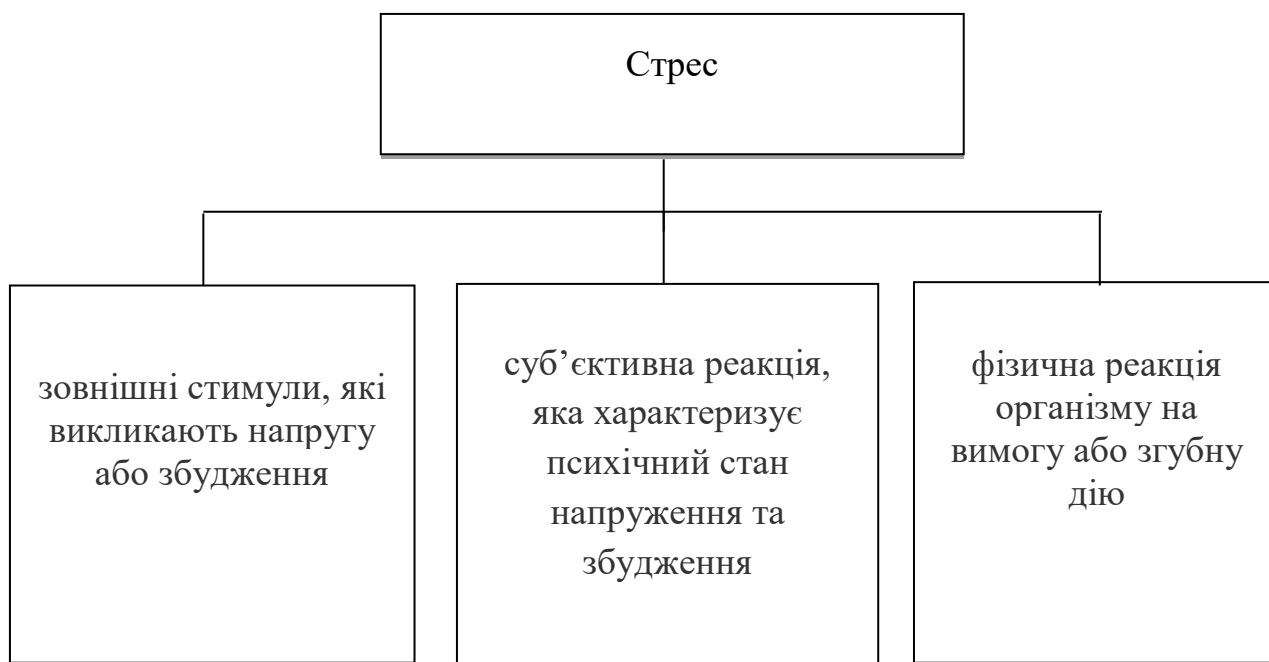 Стрес
зовнішні стимули, які
викликають напругу
або збудження
суб’єктивна реакція,
яка характеризує
психічний стан
напруження та
збудження
фізична реакція
організму на
вимогу або згубну
дію